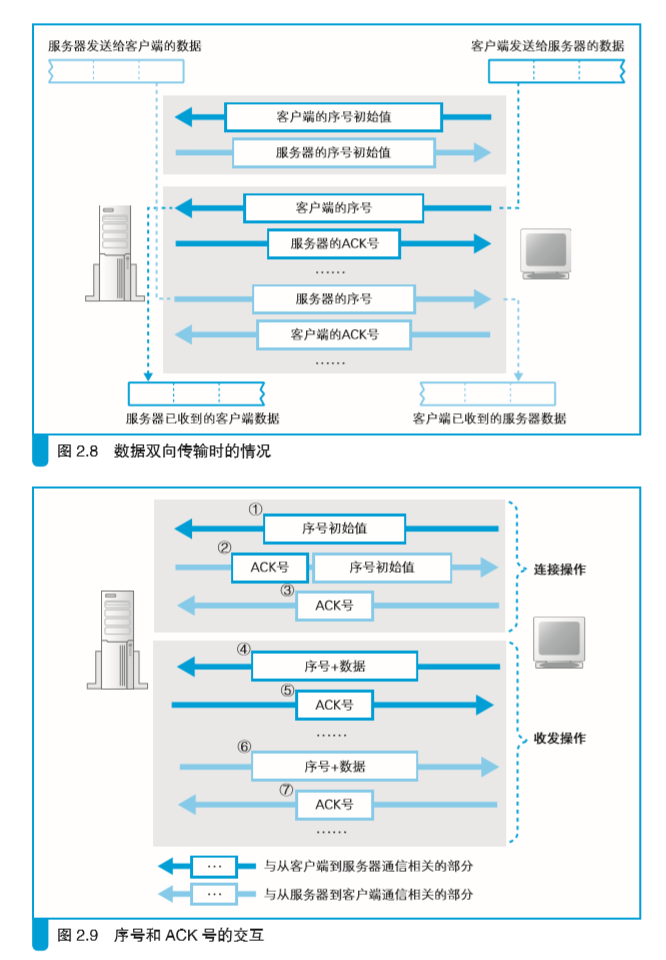 服务器发送给客户端的数据
客户端发送给服务器的数据
客户端的序号初始值
服务器的序号初始值
客户端的序号
服务器的ACK号
……
服务器的序号
客户端的ACK号
……
服务器已收到的客户端数据
客户端已收到的服务器数据
图 2.8 数据双向传输时的情况
① 序号初始值
② ACK号 序号初始值
连接操作
③ ACK号
④ 序号+数据
⑤ ACK号
……
收发操作
⑥ 序号+数据
⑦ ACK号
……
… 与从客户端到服务器通信相关的部分
… 与从服务器到客户端通信相关的部分
图 2.9 序号和 ACK 号的交互